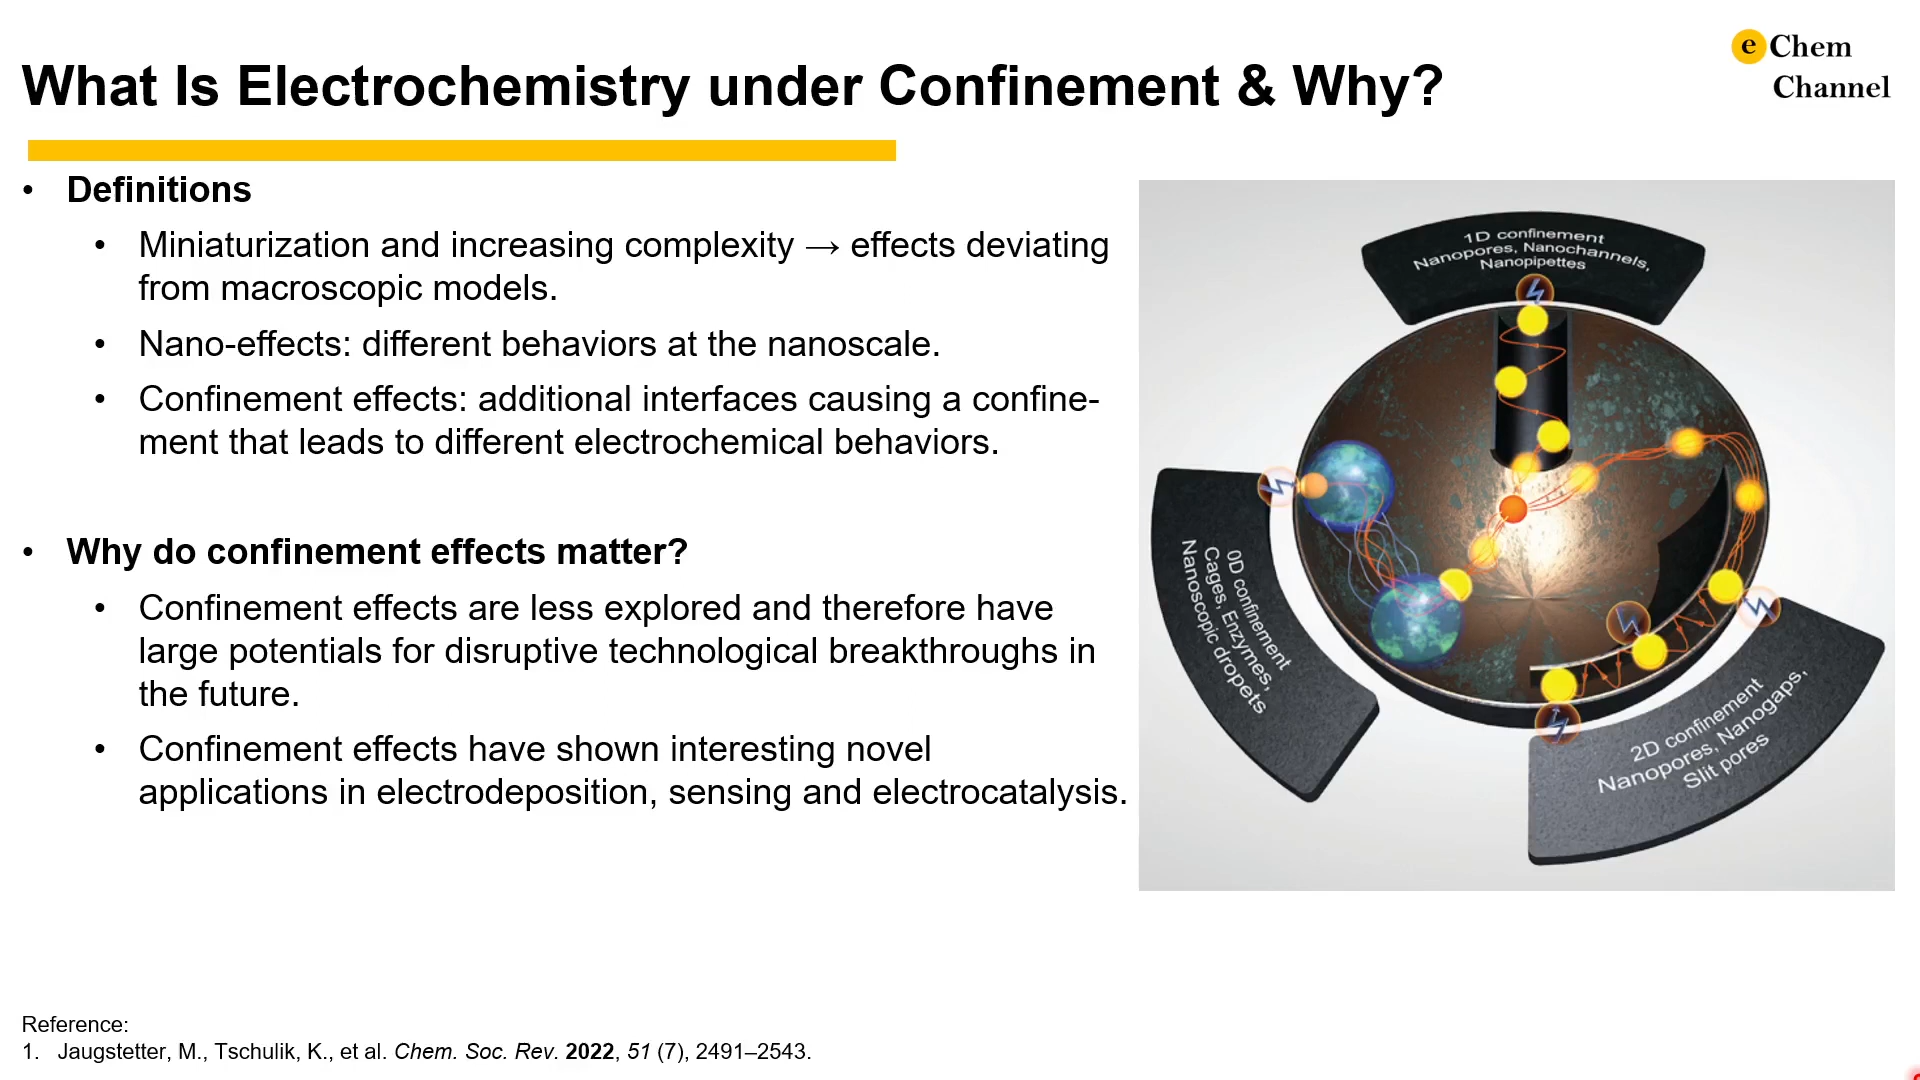 e Chem
Channel
What Is Electrochemistry under Confinement & Why?
• Definitions
• Miniaturization and increasing complexity → effects deviating
from macroscopic models.
• Nano-effects: different behaviors at the nanoscale.
• Confinement effects: additional interfaces causing a confine-
ment that leads to different electrochemical behaviors.
• Why do confinement effects matter?
• Confinement effects are less explored and therefore have
large potentials for disruptive technological breakthroughs in
the future.
• Confinement effects have shown interesting novel
applications in electrodeposition, sensing and electrocatalysis.
1D confinement
Nanopores, Nanochannels,
Nanopipettes
0D confinement
Cages, Enzymes,
Nanoscopic dropets
2D confinement
Nanopores, Nanogaps,
Slit pores
Reference:
1. Jaugstetter, M., Tschulik, K., et al. Chem. Soc. Rev. 2022, 51 (7), 2491–2543.